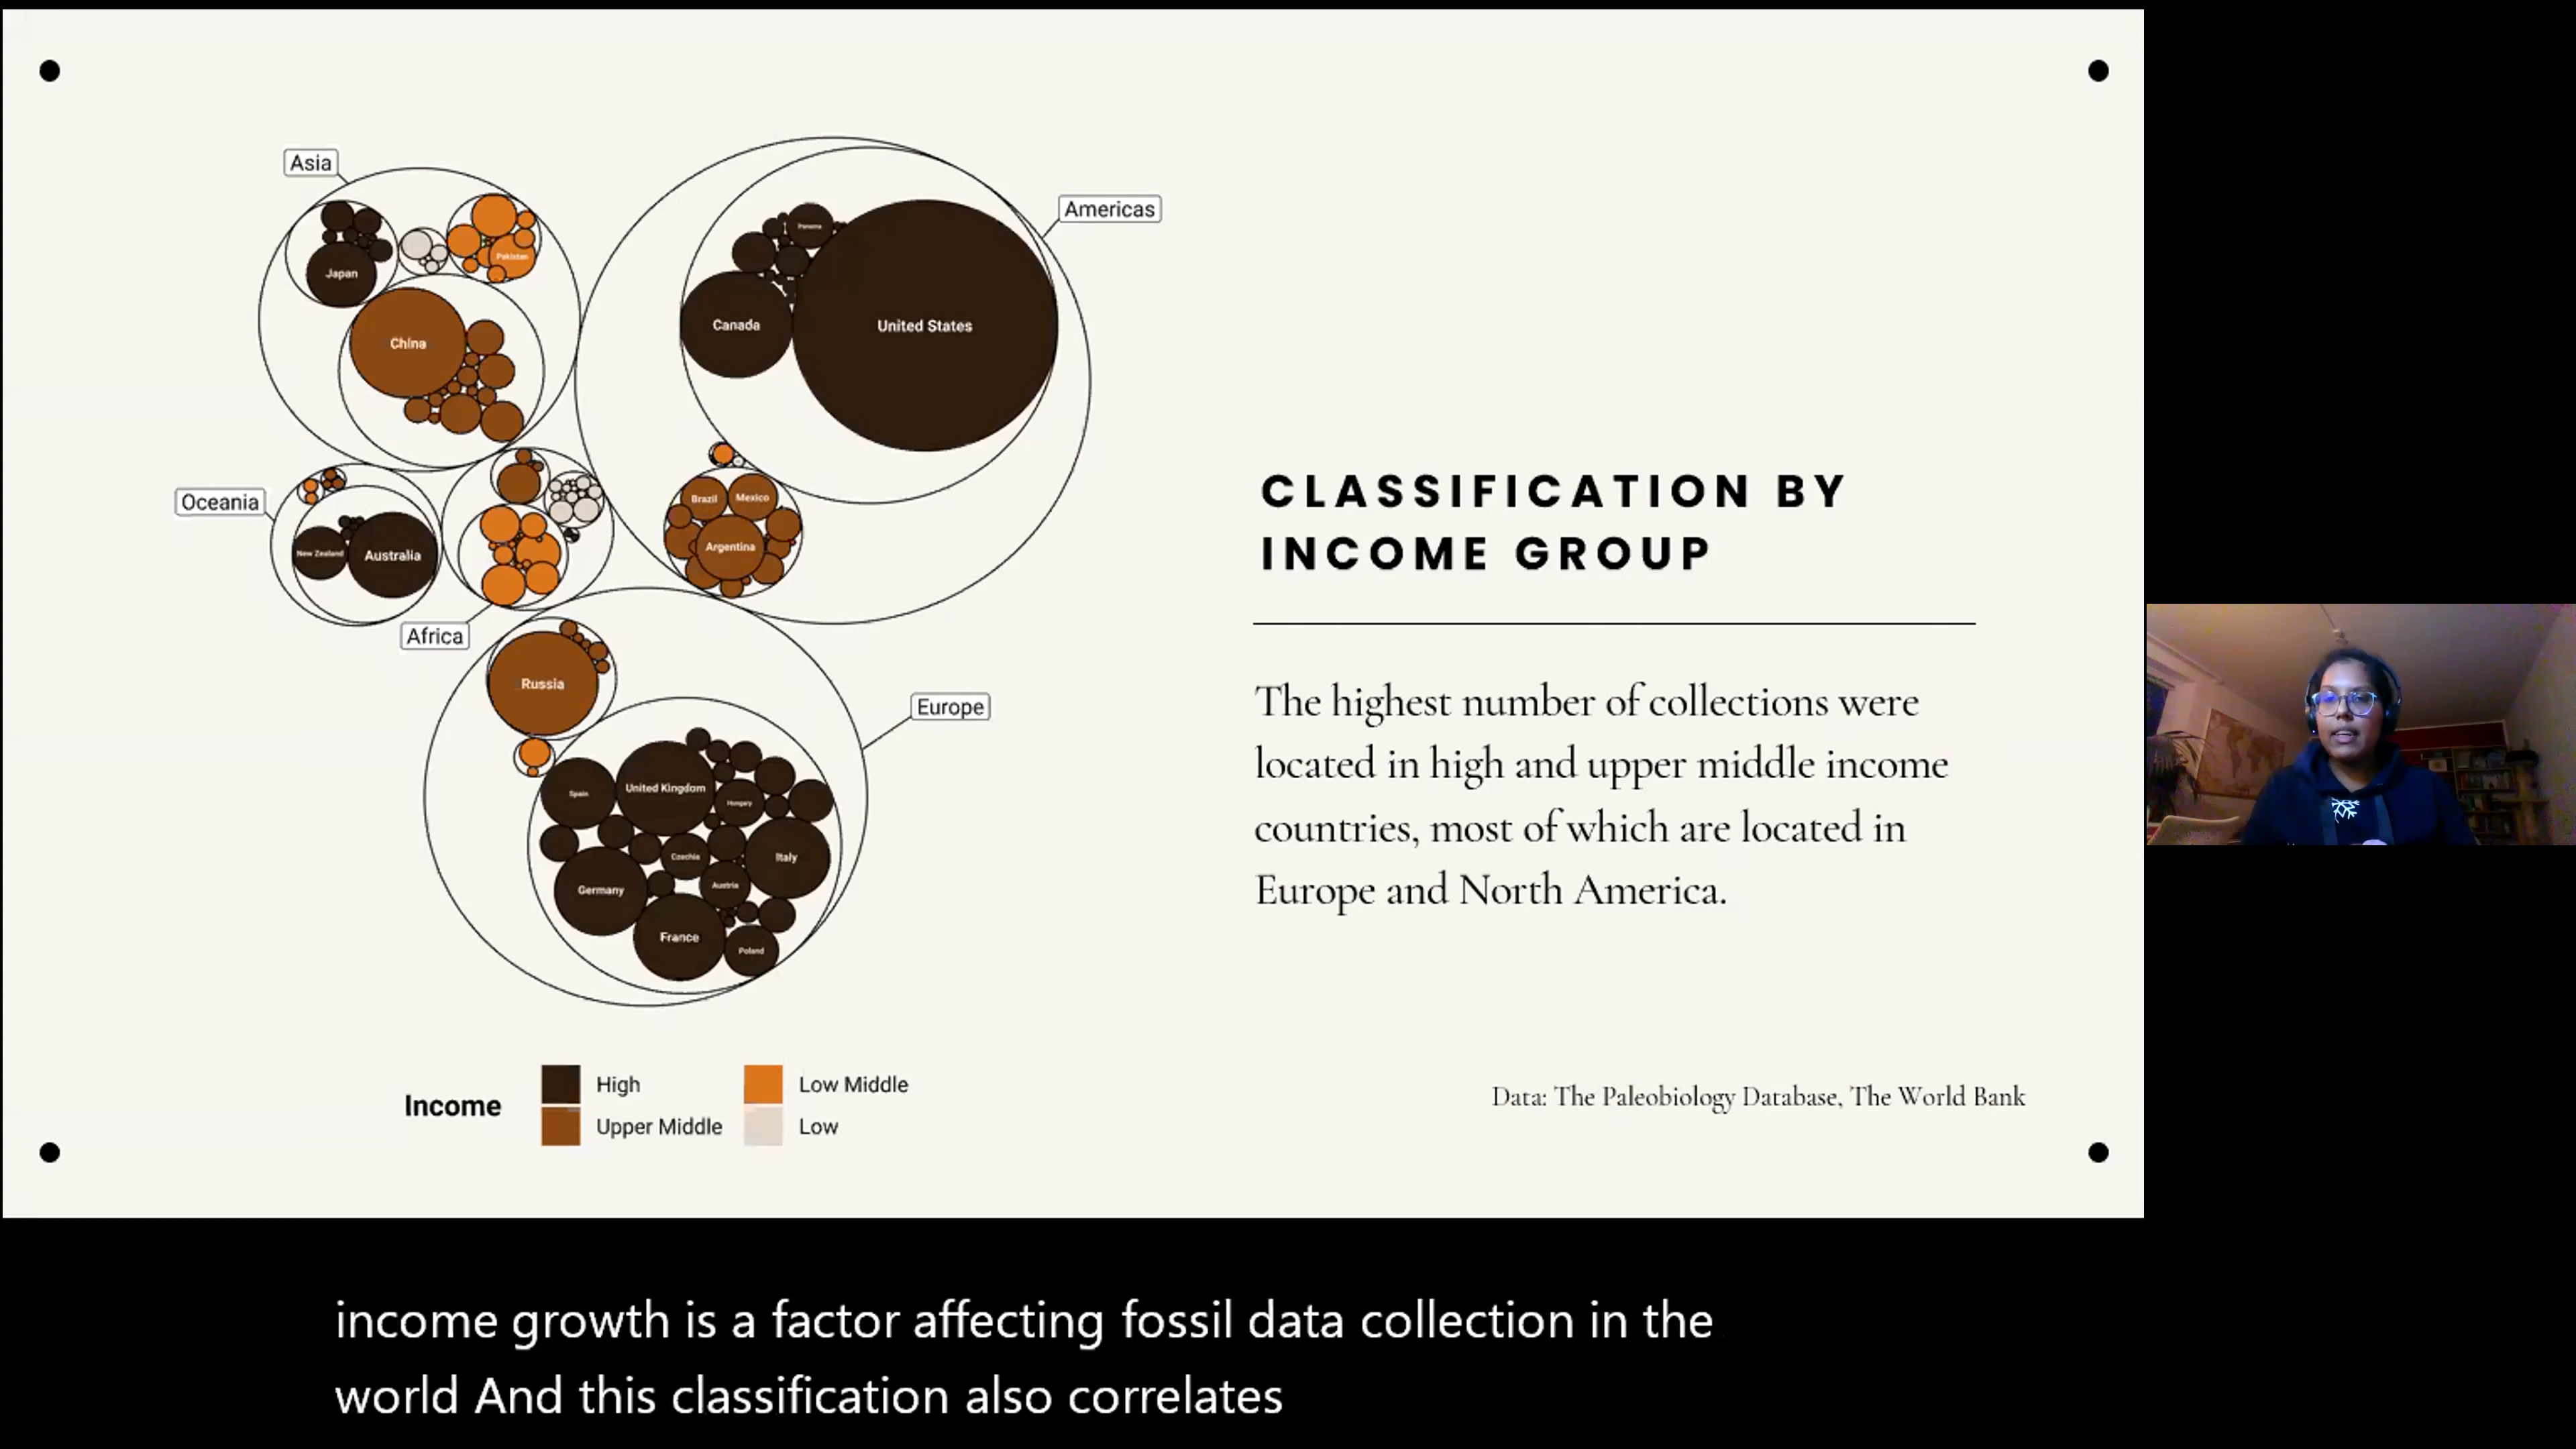 Asia
Americas
Japan
Pakistan
Panama
China
Canada
United States
Oceania
New Zealand
Australia
Brazil
Mexico
Argentina
Africa
Russia
Europe
Spain
United Kingdom
Hungary
Czechia
Italy
Germany
Austria
France
Poland
Income
High
Low Middle
Upper Middle
Low
CLASSIFICATION BY
INCOME GROUP
The highest number of collections were
located in high and upper middle income
countries, most of which are located in
Europe and North America.
Data: The Paleobiology Database, The World Bank
income growth is a factor affecting fossil data collection in the
world And this classification also correlates